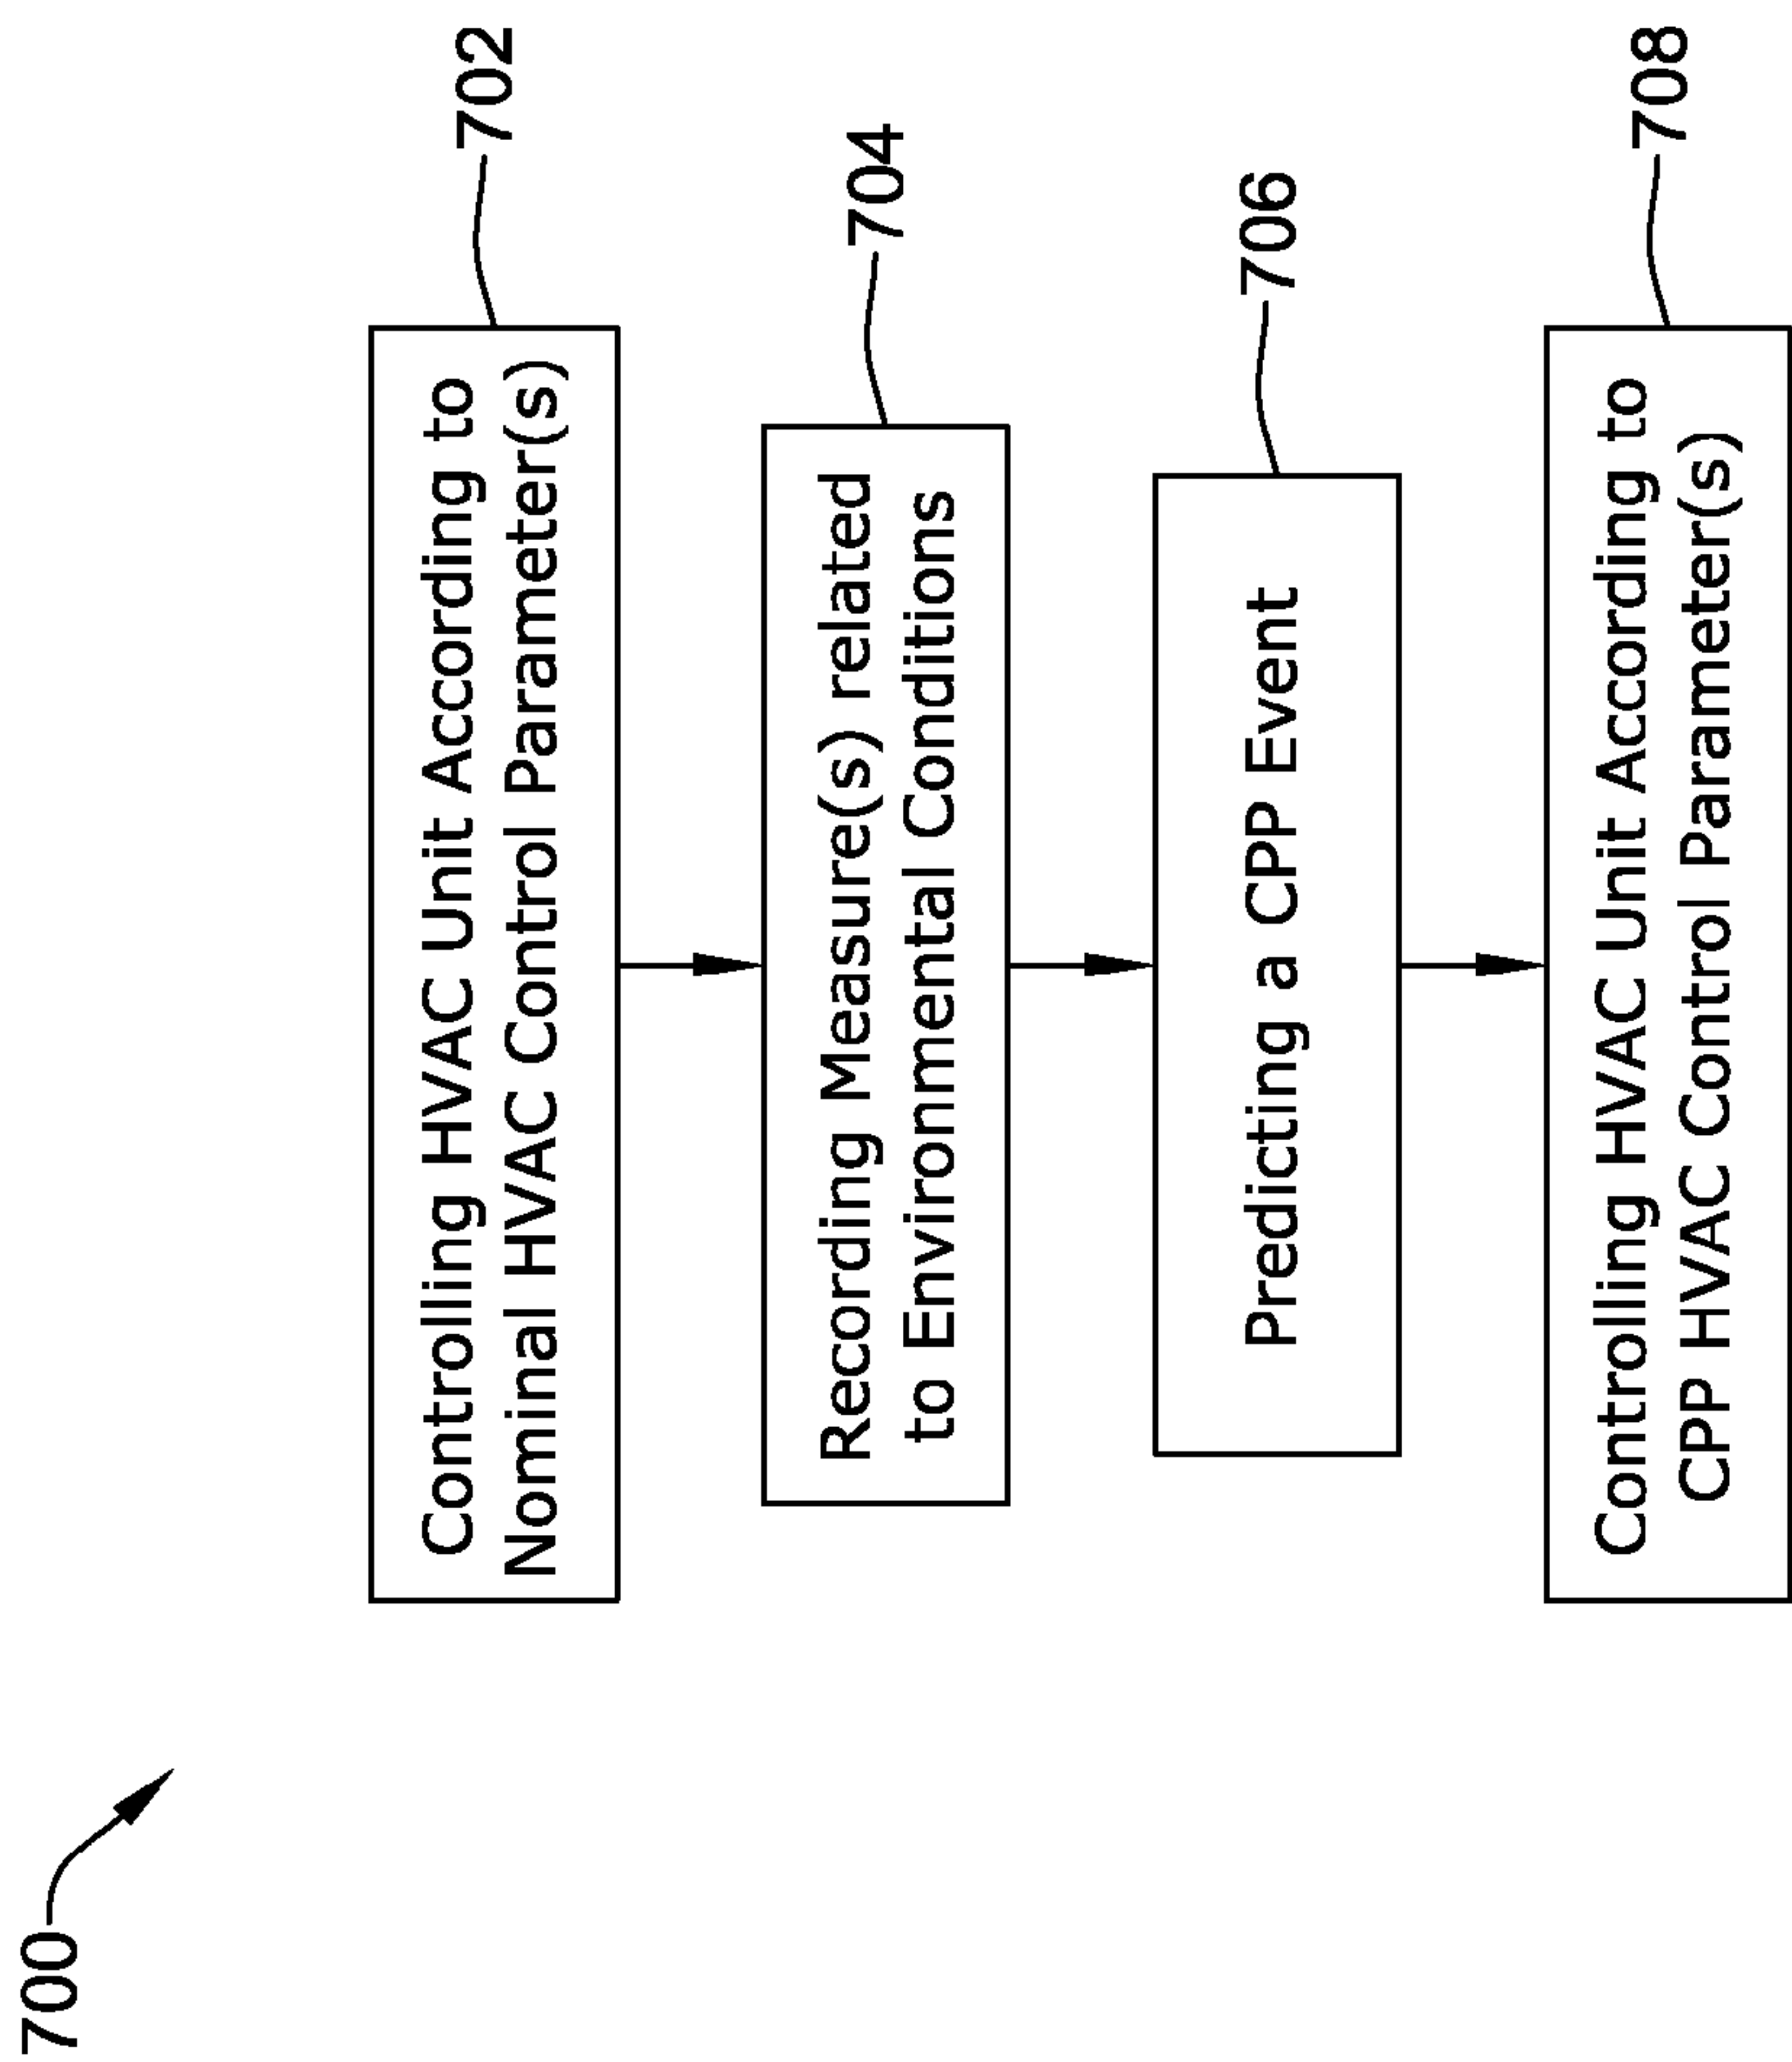 700
Controlling HVAC Unit According to
Nominal HVAC Control Parameter(s)
702
Recording Measure(s) related
to Environmental Conditions
704
Predicting a CPP Event
706
Controlling HVAC Unit According to
CPP HVAC Control Parameter(s)
708